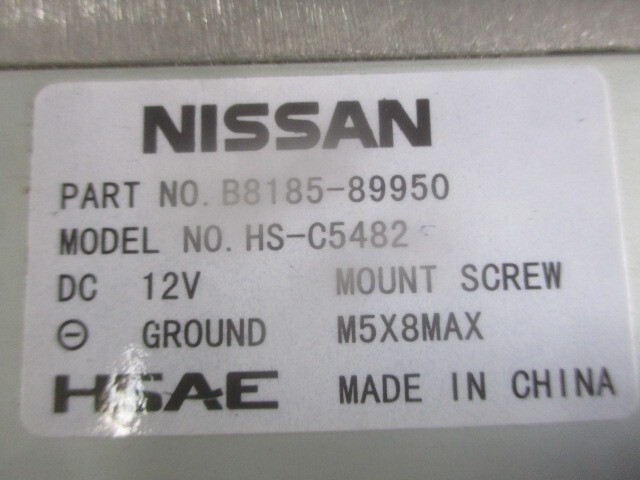 NISSAN
PART NO. B8185-89950
MODEL NO. HS-C5482
DC 12V MOUNT SCREW
⊖ GROUND M5X8MAX
HSAE MADE IN CHINA